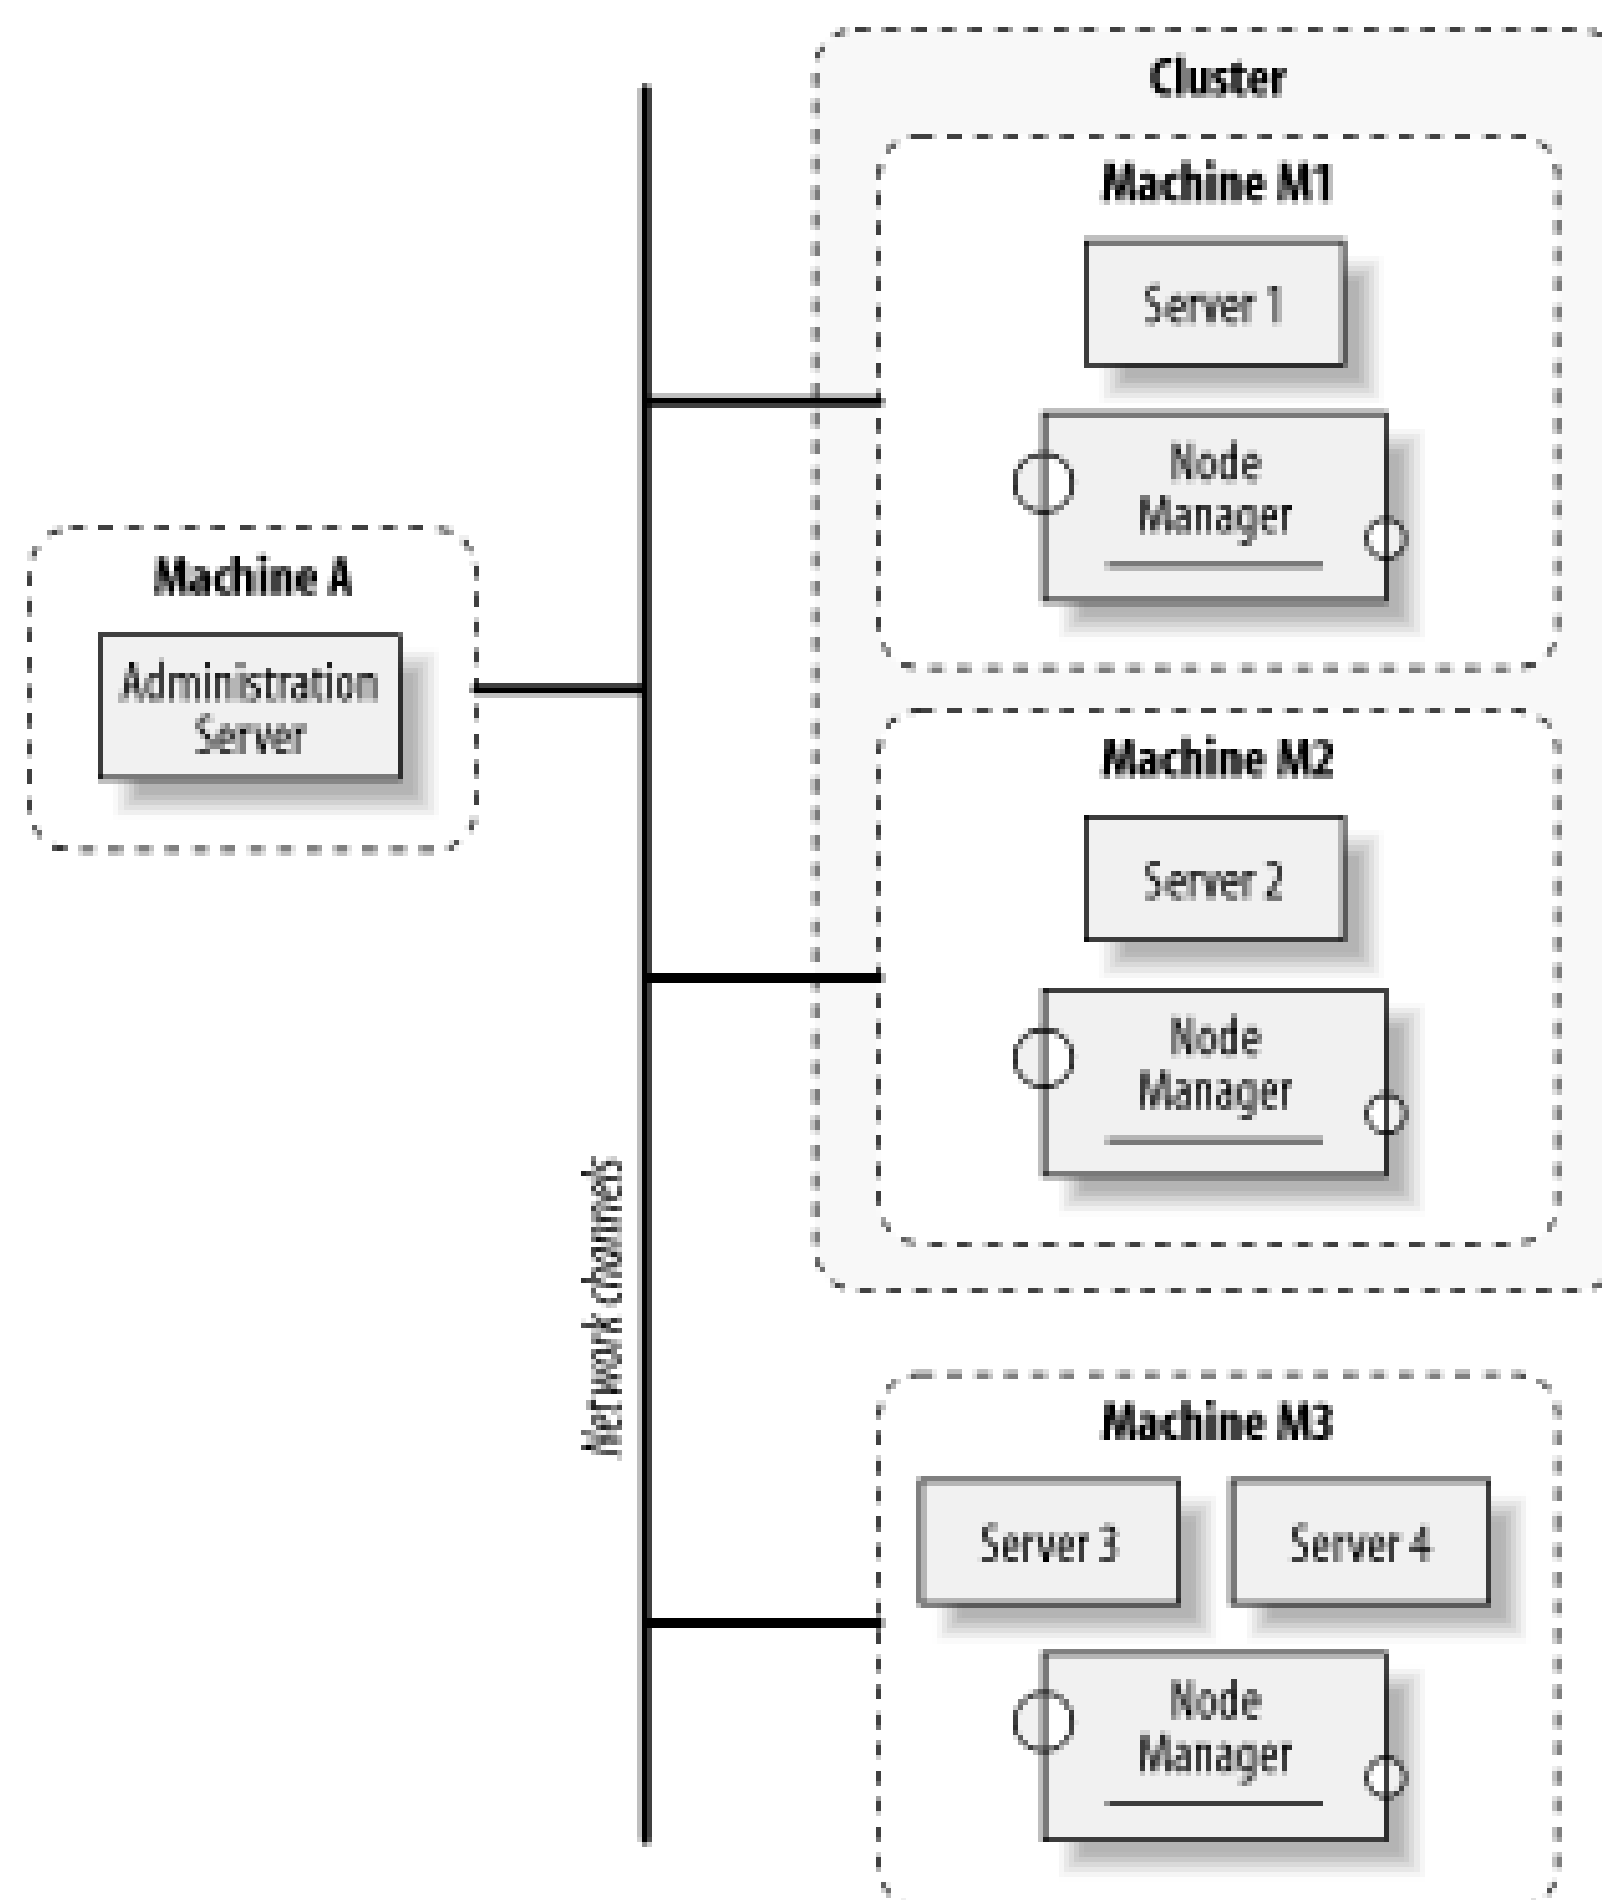 Cluster
Machine M1
Server 1
Node
Manager
Machine A
Administration
Server
Machine M2
Server 2
Node
Manager
Network channels
Machine M3
Server 3
Server 4
Node
Manager